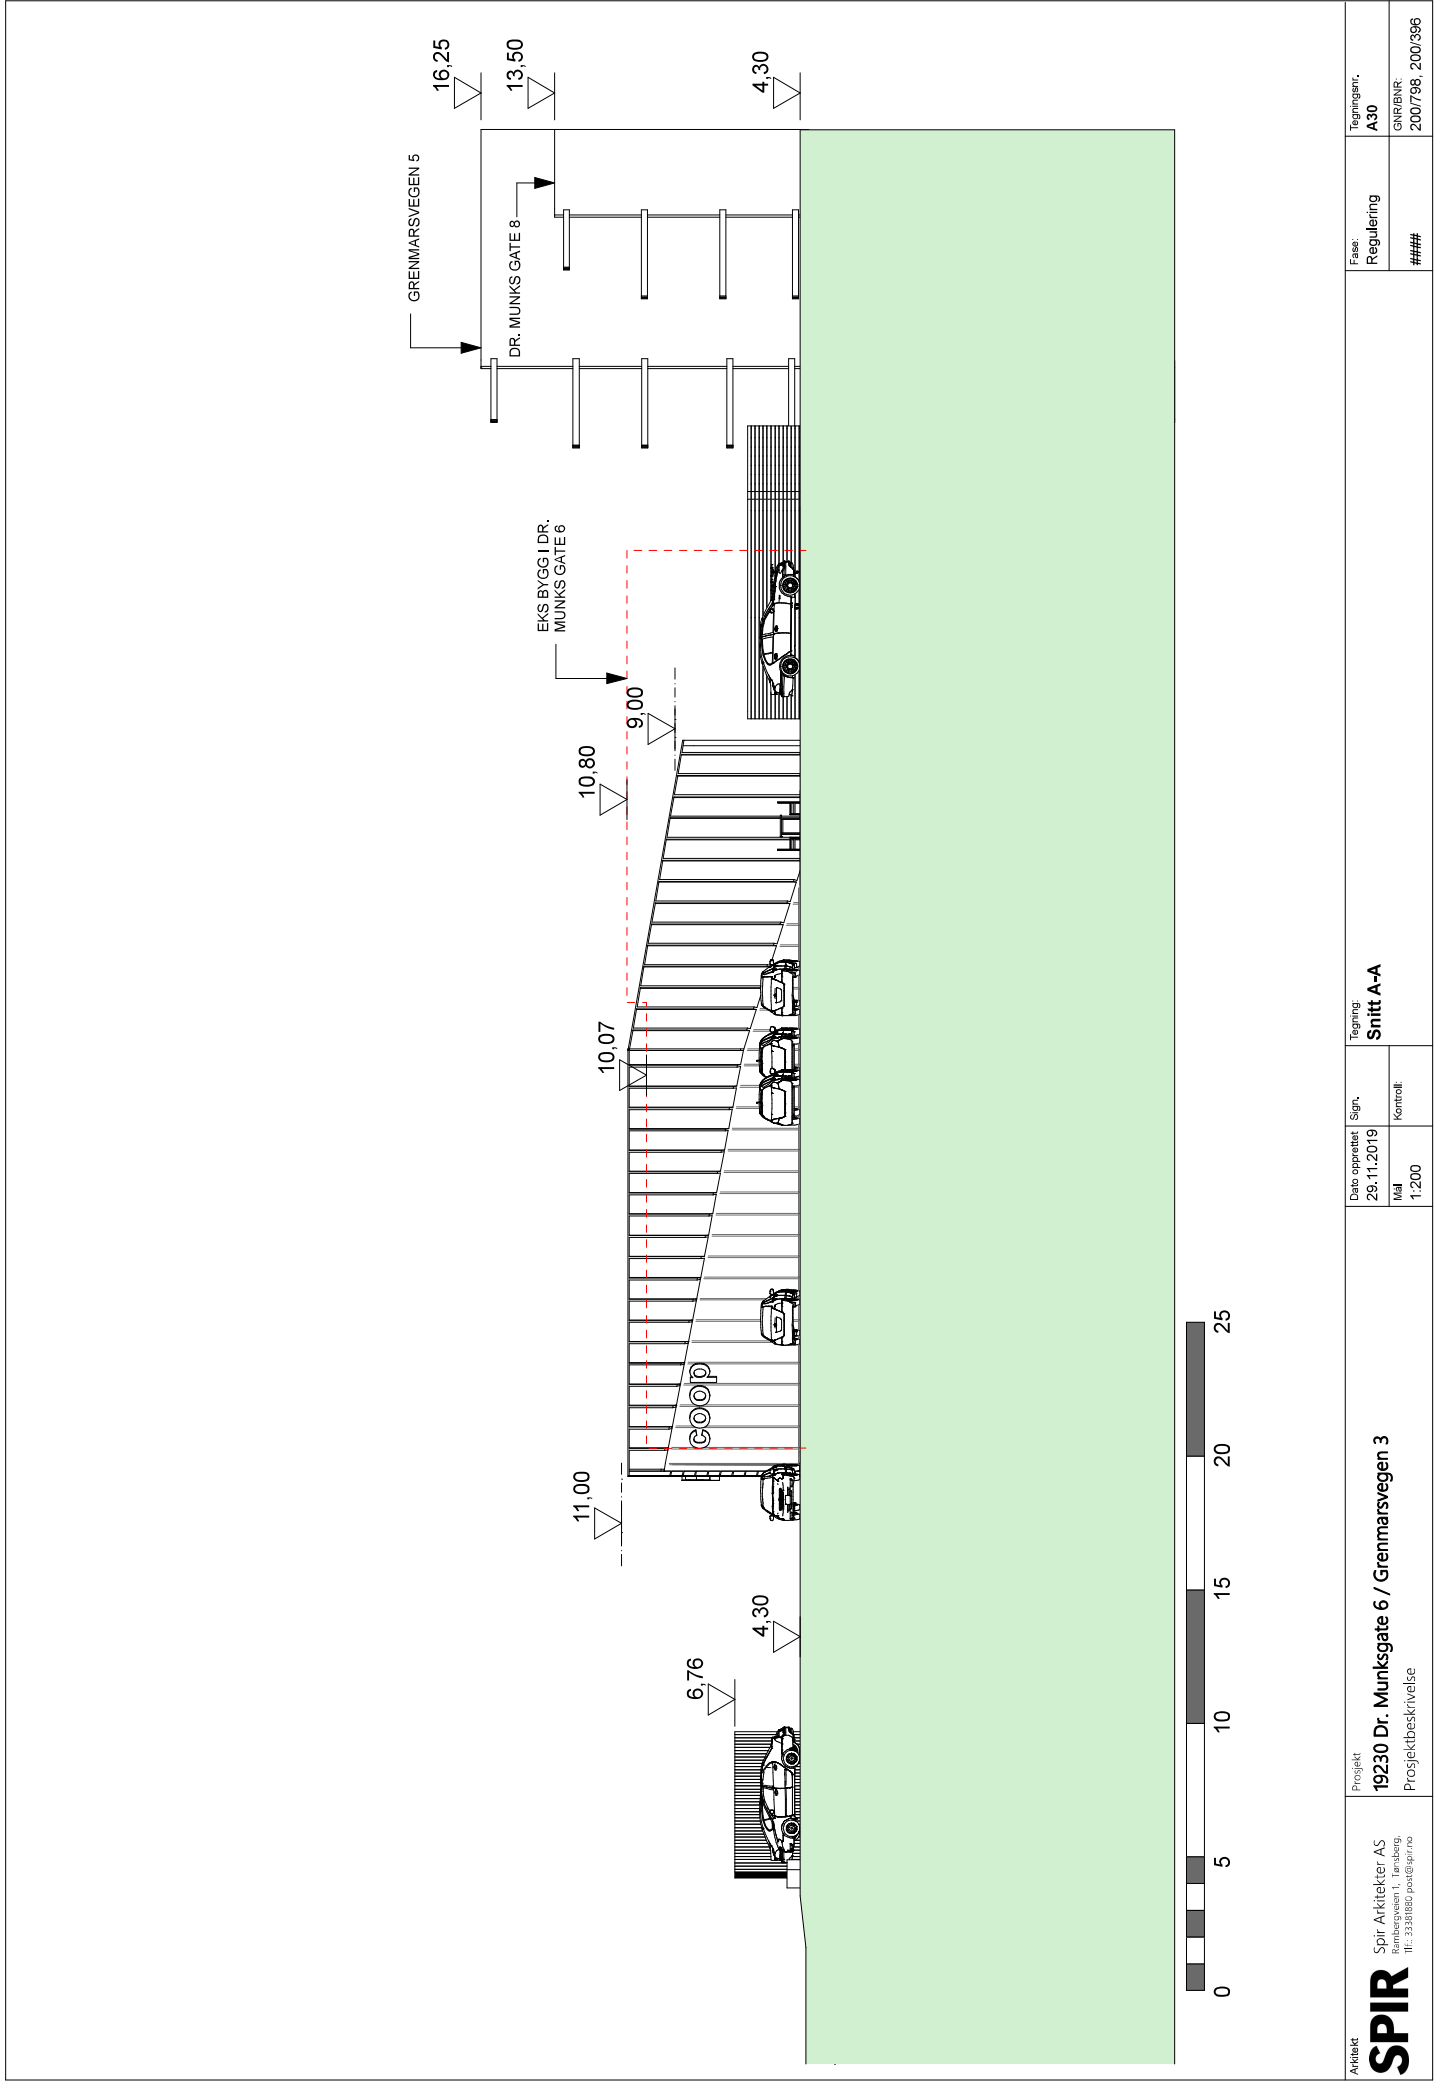 GRENMARSVEGEN 5
16,25
DR. MUNKS GATE 8
13,50
EKS BYGG I DR.
MUNKS GATE 6
11,00
10,07
10,80
9,00
6,76
4,30
4,30
coop
0
5
10
15
20
25
Arkitekt
SPIR
Spir Arkitekter AS
Rambergveien 1, Tønsberg,
Tlf.: 33381880 post@spir.no
Prosjekt
19230 Dr. Munksgate 6 / Grenmarsvegen 3
Prosjektbeskrivelse
Dato opprettet
29.11.2019
Sign.
Mål
1:200
Kontroll:
Tegning:
Snitt A-A
Fase:
Regulering
####
Tegningsnr.
A30
GNR/BNR:
200/798, 200/396